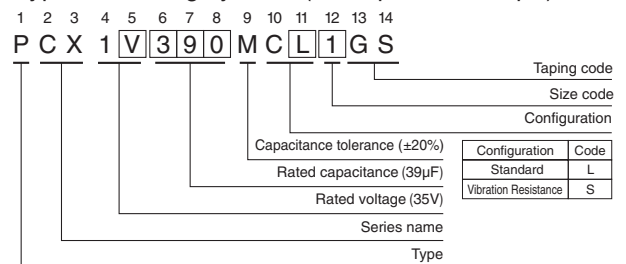 1 2 3 4 5 6 7 8 9 10 11 12 13 14
P C X 1 V 3 9 0 M C L 1 G S
Taping code
Size code
Configuration
Capacitance tolerance (±20%)
Rated capacitance (39µF)
Rated voltage (35V)
Series name
Type
Configuration Code
Standard L
Vibration Resistance S